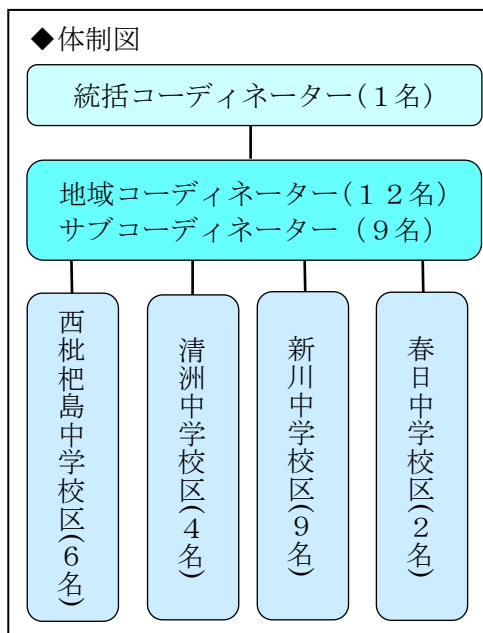 ◆体制図
統括コーディネーター(１名)
地域コーディネーター(１２名)
サブコーディネーター（９名）
西枇杷島中学校区(６名)
清洲中学校区(４名)
新川中学校区(９名)
春日中学校区(２名)